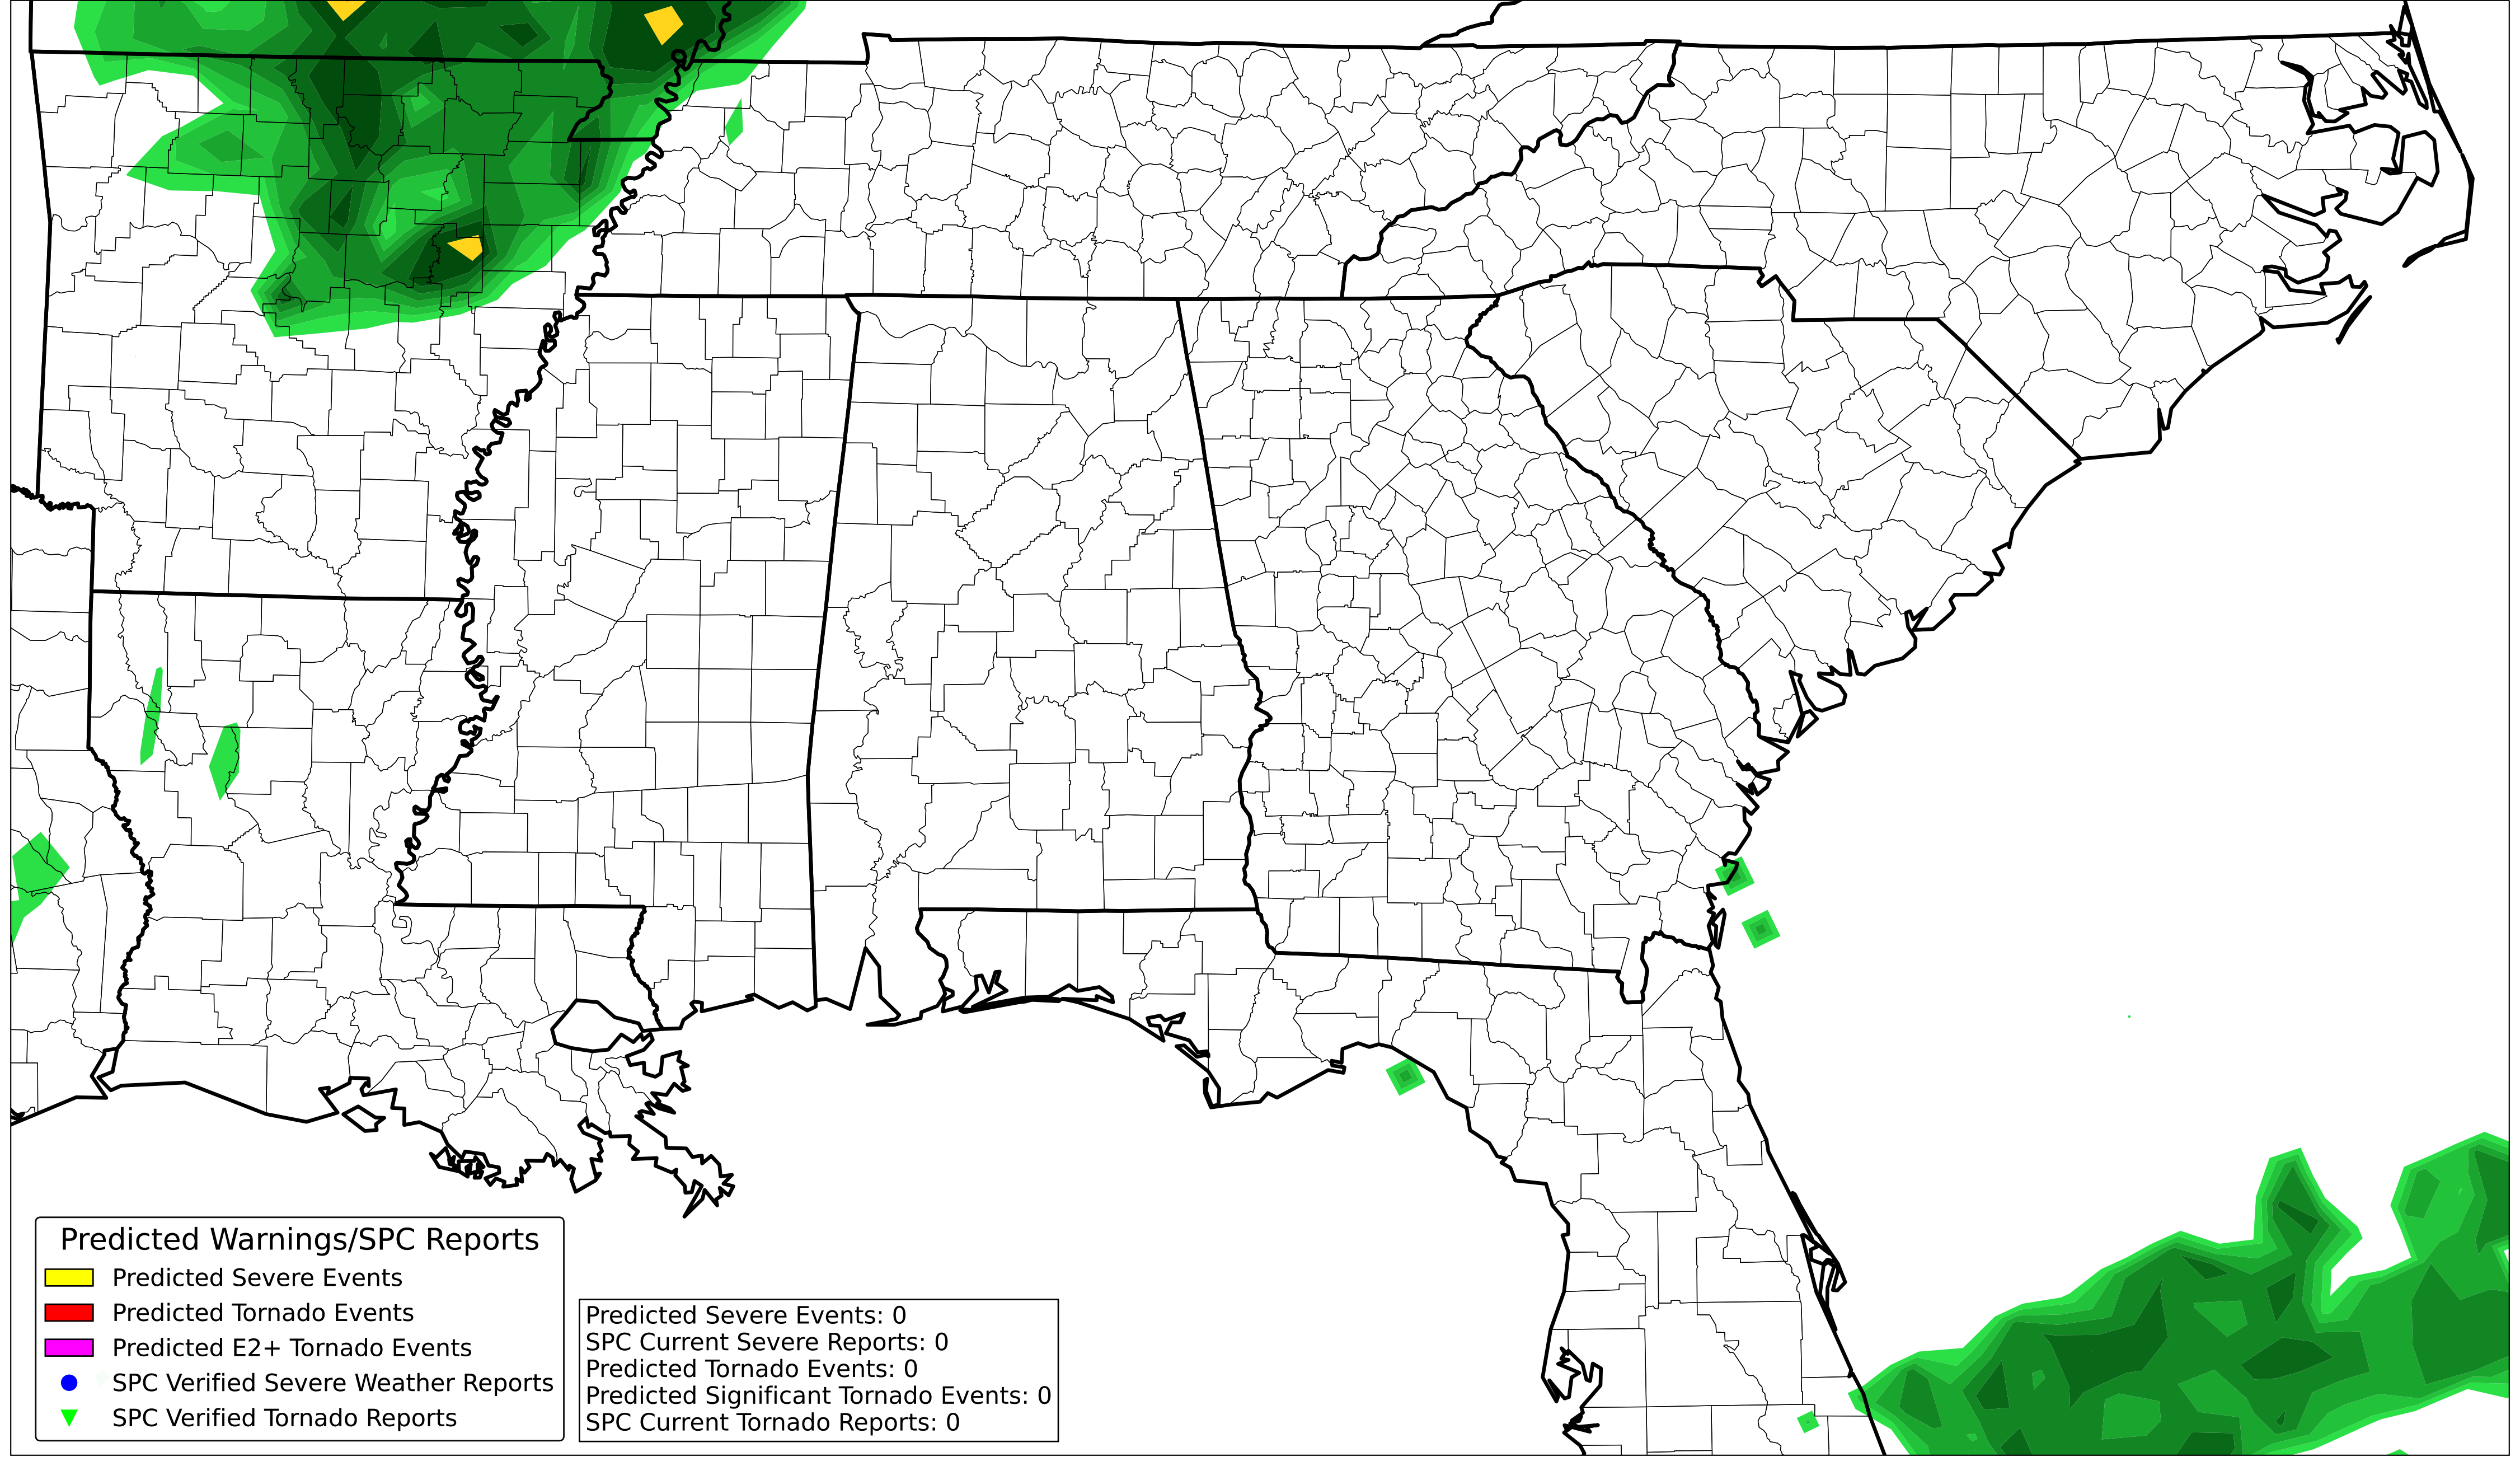 Predicted Warnings/SPC Reports
Predicted Severe Events
Predicted Tornado Events
Predicted E2+ Tornado Events
SPC Verified Severe Weather Reports
SPC Verified Tornado Reports
Predicted Severe Events: 0
SPC Current Severe Reports: 0
Predicted Tornado Events: 0
Predicted Significant Tornado Events: 0
SPC Current Tornado Reports: 0